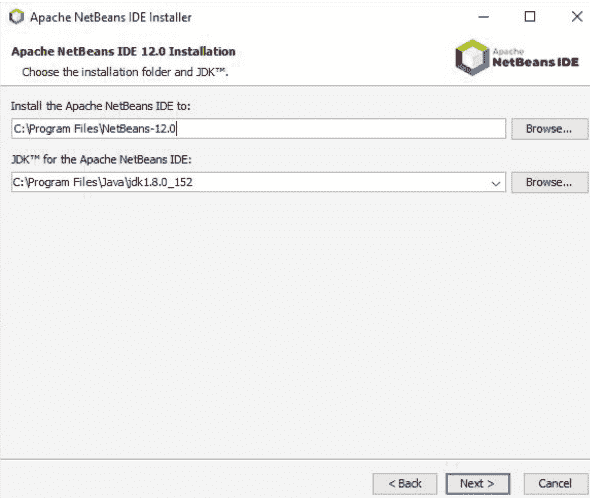 Apache NetBeans IDE Installer
Apache NetBeans IDE 12.0 Installation
Choose the installation folder and JDK™.
Apache
NetBeans IDE
Install the Apache NetBeans IDE to:
C:\Program Files\NetBeans-12.0
Browse...
JDK™ for the Apache NetBeans IDE:
C:\Program Files\Java\jdk1.8.0_152
Browse...
< Back
Next >
Cancel